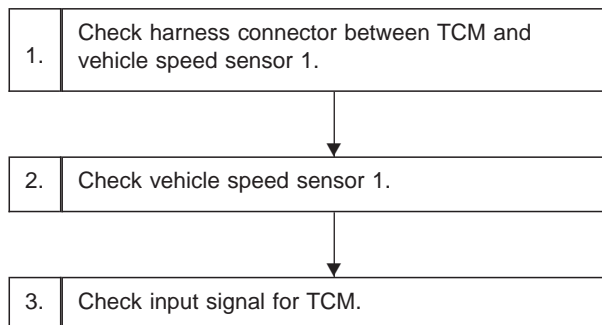 1. Check harness connector between TCM and
vehicle speed sensor 1.
2. Check vehicle speed sensor 1.
3. Check input signal for TCM.